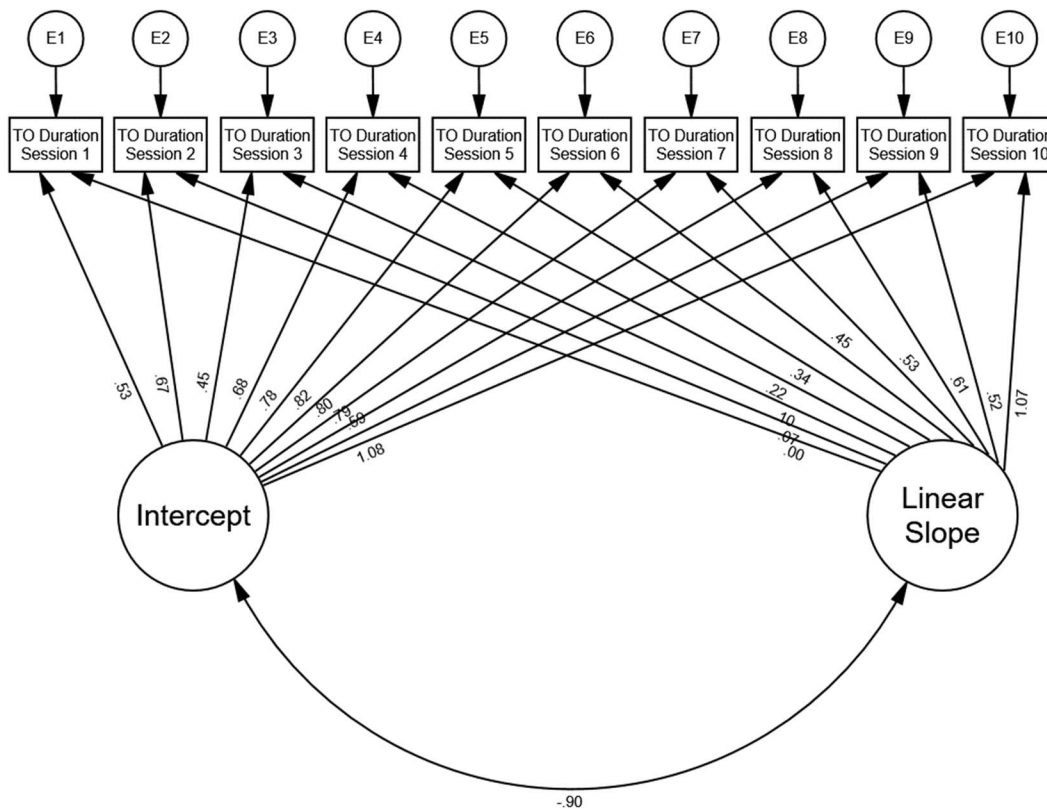 E1
E2
E3
E4
E5
E6
E7
E8
E9
E10
TO Duration
Session 1
TO Duration
Session 2
TO Duration
Session 3
TO Duration
Session 4
TO Duration
Session 5
TO Duration
Session 6
TO Duration
Session 7
TO Duration
Session 8
TO Duration
Session 9
TO Duration
Session 10
.53
.67
.45
.68
.78
.82
.80
.79
.59
1.08
.00
.07
.10
.22
.34
.45
.53
.61
.52
1.07
Intercept
Linear
Slope
-.90